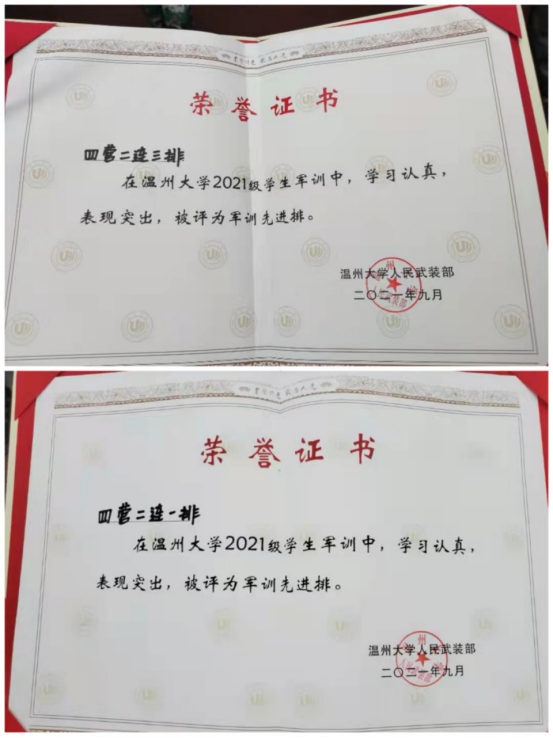 荣誉证书
四营二连三排
在温州大学2021级学生军训中，学习认真，
表现突出，被评为军训先进排。
温州大学人民武装部
二〇二一年九月
荣誉证书
四营二连一排
在温州大学2021级学生军训中，学习认真，
表现突出，被评为军训先进排。
温州大学人民武装部
二〇二一年九月